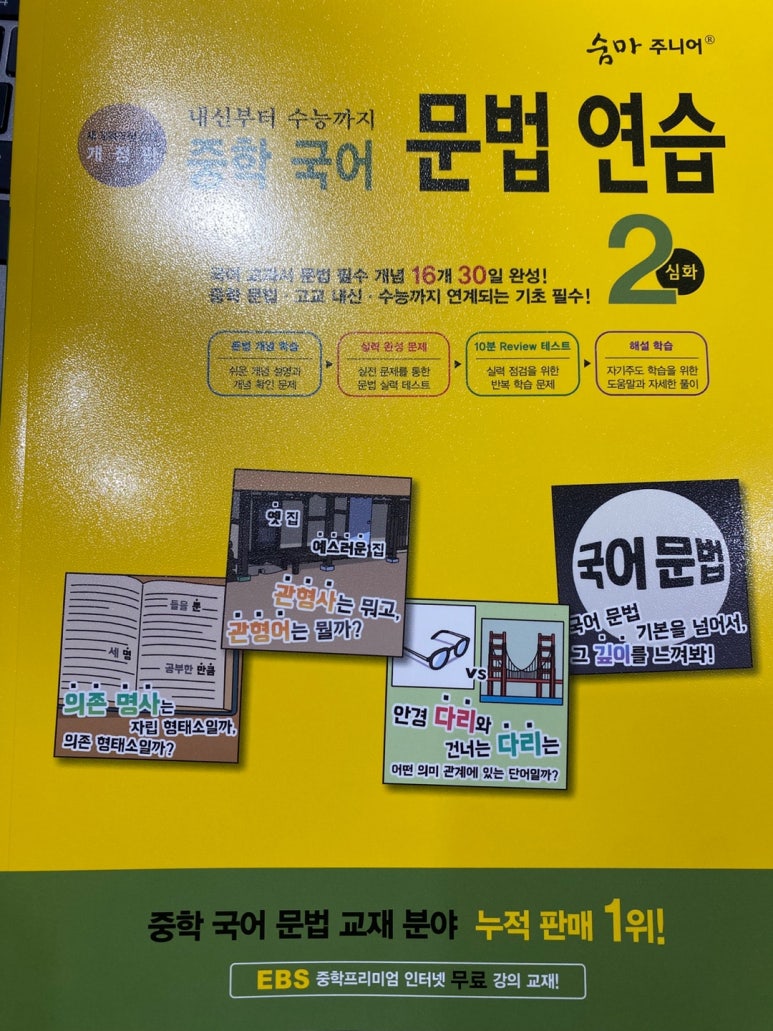 숨마 주니어®
개정판
내신부터 수능까지
중학 국어 문법 연습
2 심화
국어 교과서 문법 필수 개념 16개 30일 완성!
중학 문법 · 고교 내신 · 수능까지 연계되는 기초 필수!
문법 개념 학습
쉬운 개념 설명과
개념 확인 문제
실력 완성 문제
실전 문제를 통한
문법 실력 테스트
10분 Review 테스트
실력 점검을 위한
반복 학습 문제
해설 학습
자기주도 학습을 위한
도움말과 자세한 풀이
옛 집
예스러운 집
관형사는 뭐고,
관형어는 뭘까?
국어 문법
국어 문법
기본을 넘어서,
그 깊이를 느껴봐!
들을 뿐
세 명
공부한 만큼
의존 명사는
자립 형태소일까,
의존 형태소일까?
VS
안경 다리와
건너는 다리는
어떤 의미 관계에 있는 단어일까?
중학 국어 문법 교재 분야 누적 판매 1위!
EBS 중학프리미엄 인터넷 무료 강의 교재!